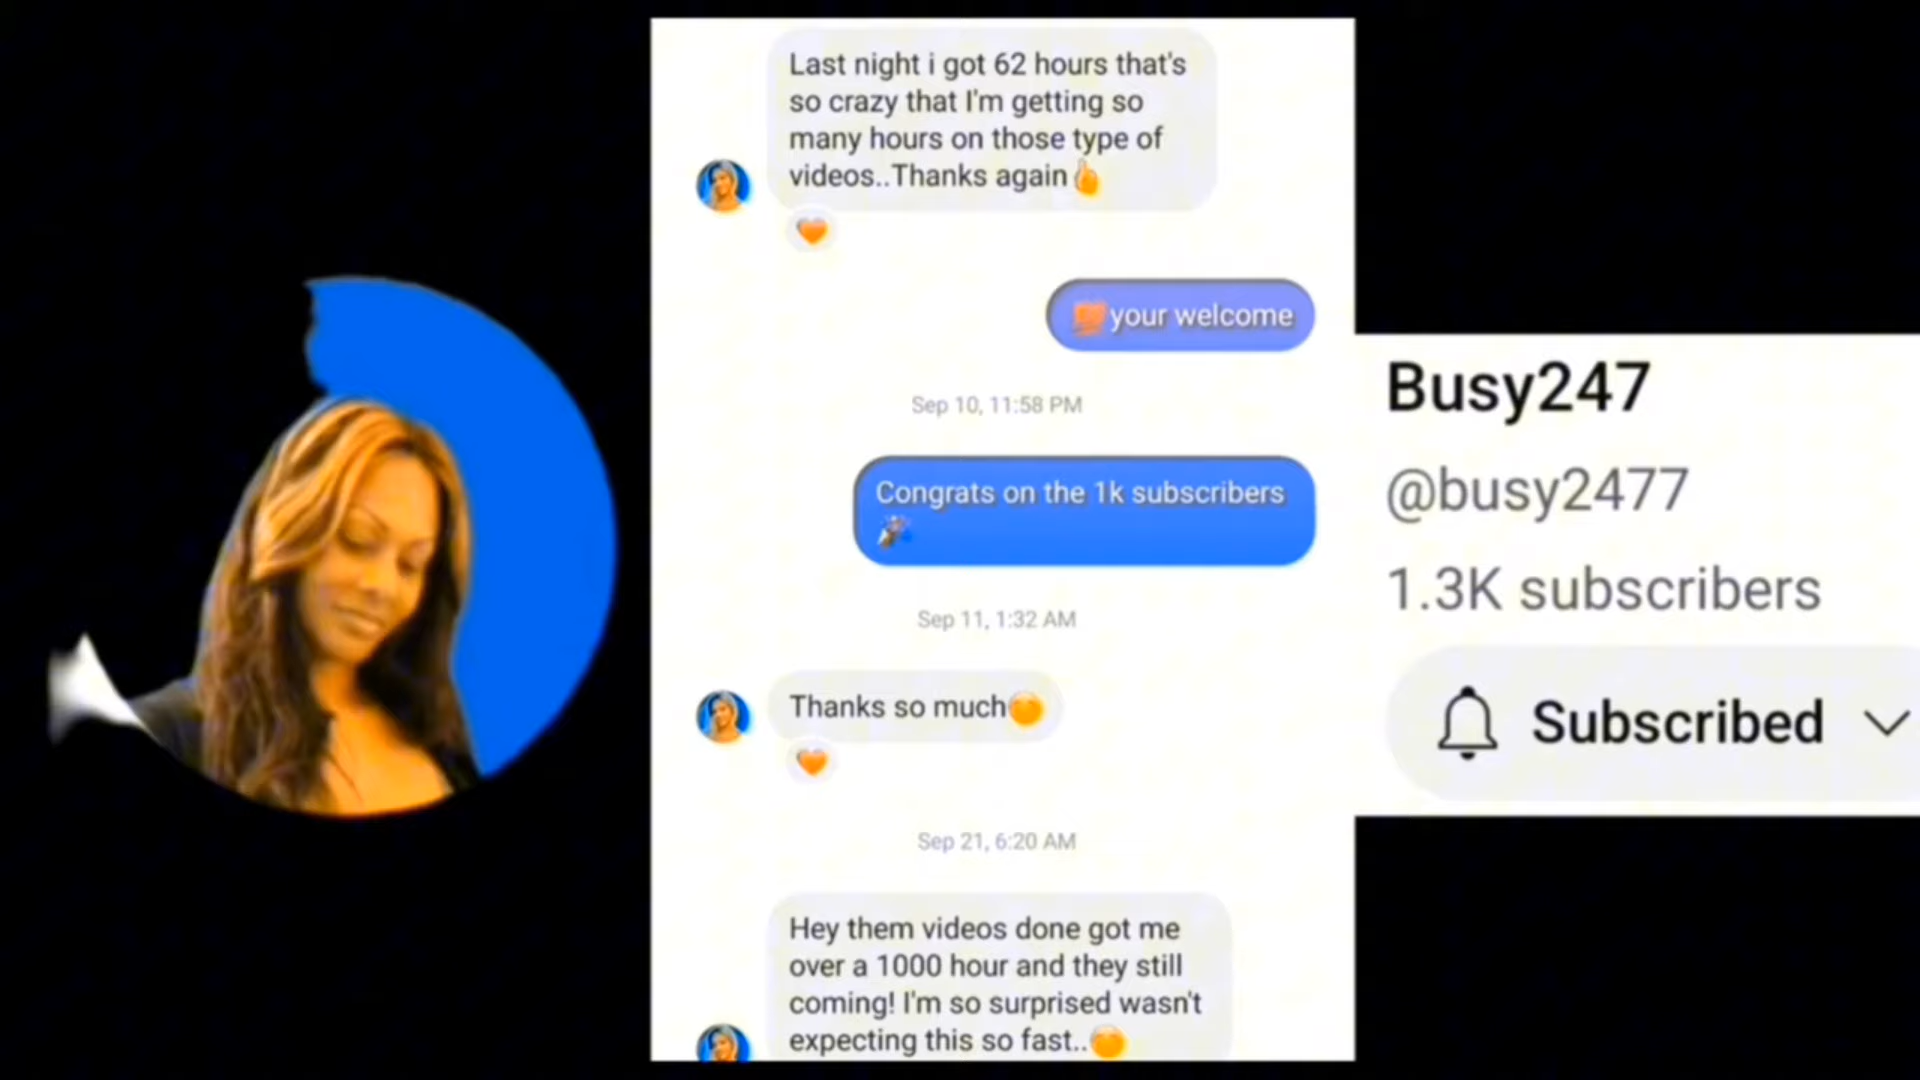 Last night i got 62 hours that's
so crazy that I'm getting so
many hours on those type of
videos..Thanks again👍
🧡
💯your welcome
Sep 10, 11:58 PM
Congrats on the 1k subscribers
🎉
Sep 11, 1:32 AM
Thanks so much😊
🧡
Sep 21, 6:20 AM
Hey them videos done got me
over a 1000 hour and they still
coming! I'm so surprised wasn't
expecting this so fast..😊
Busy247
@busy2477
1.3K subscribers
Subscribed